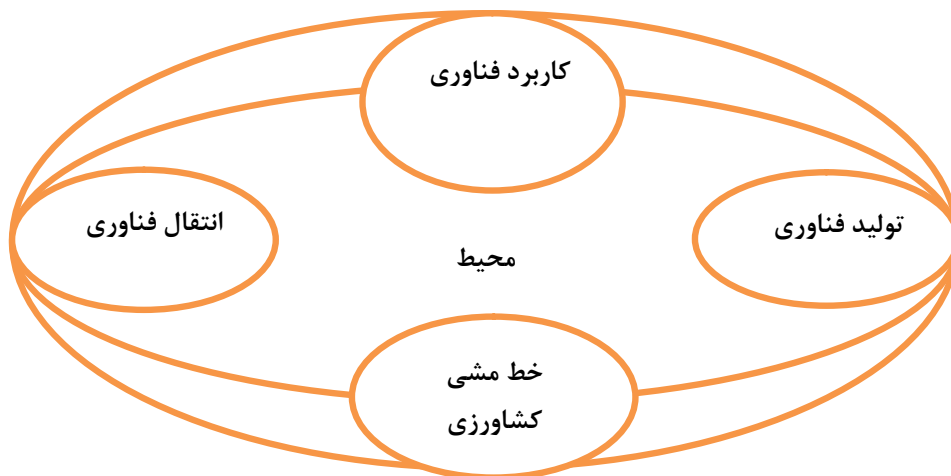 کاربرد فناوری
تولید فناوری
انتقال فناوری
محیط
خط مشی
کشاورزی